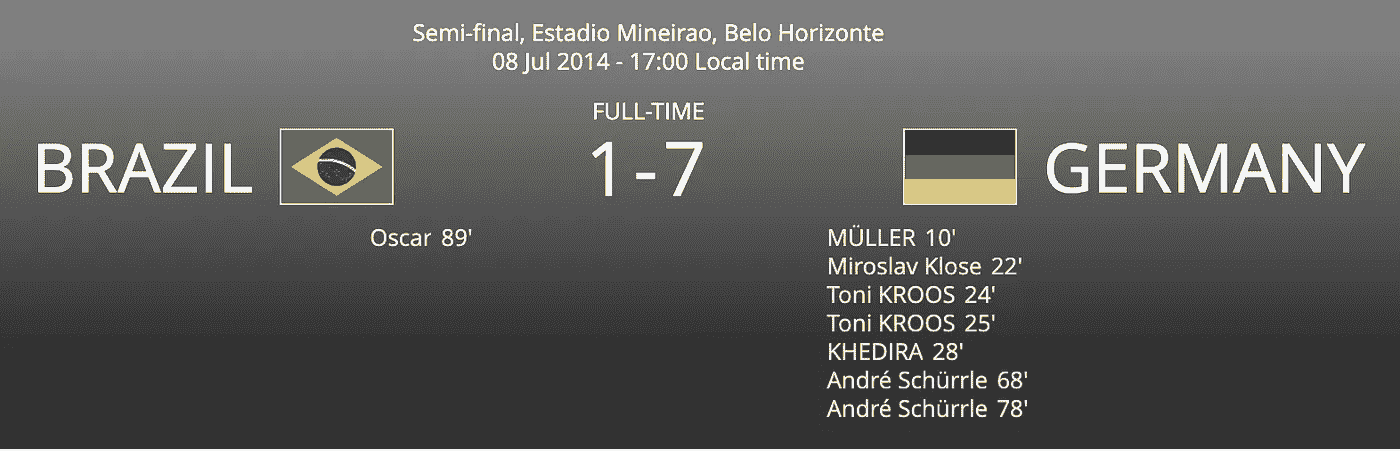 Semi-final, Estadio Mineirao, Belo Horizonte
08 Jul 2014 - 17:00 Local time
FULL-TIME
BRAZIL 1-7 GERMANY
Oscar 89'
MÜLLER 10'
Miroslav Klose 22'
Toni KROOS 24'
Toni KROOS 25'
KHEDIRA 28'
André Schürrle 68'
André Schürrle 78'